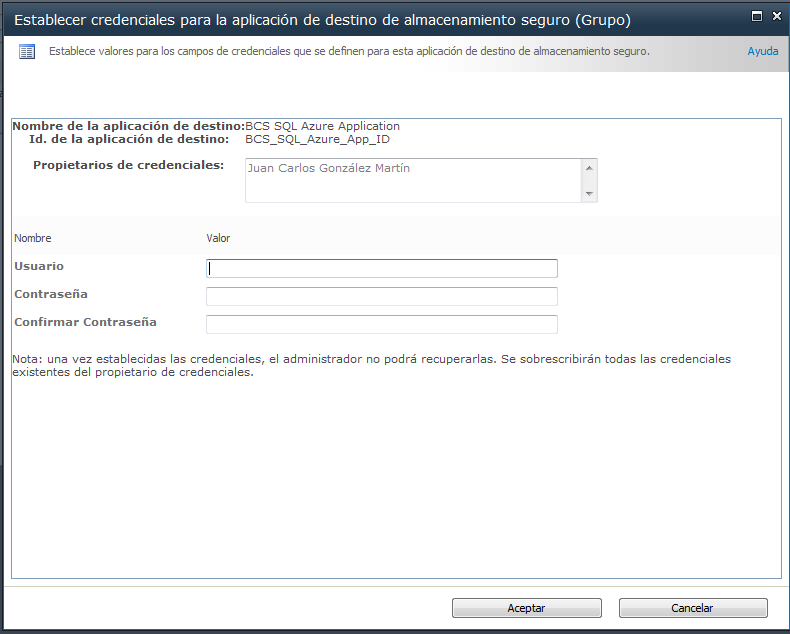 Establecer credenciales para la aplicación de destino de almacenamiento seguro (Grupo)
Establece valores para los campos de credenciales que se definen para esta aplicación de destino de almacenamiento seguro. Ayuda
Nombre de la aplicación de destino: BCS SQL Azure Application
Id. de la aplicación de destino: BCS_SQL_Azure_App_ID
Propietarios de credenciales: Juan Carlos González Martín
Nombre Valor
Usuario
Contraseña
Confirmar Contraseña
Nota: una vez establecidas las credenciales, el administrador no podrá recuperarlas. Se sobrescribirán todas las credenciales
existentes del propietario de credenciales.
Aceptar Cancelar